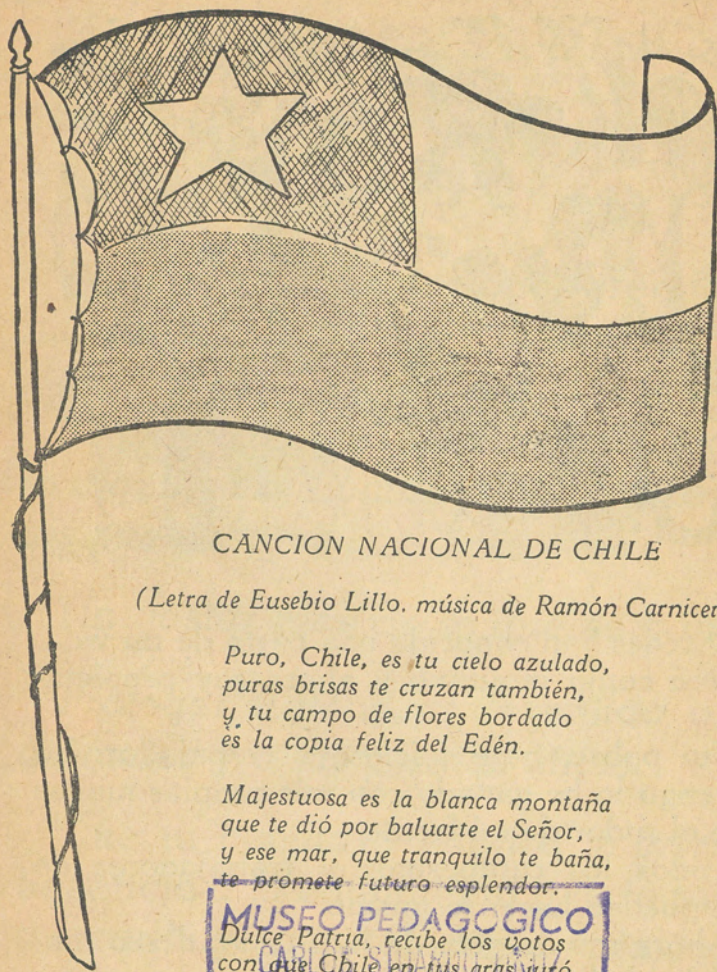 CANCION NACIONAL DE CHILE
(Letra de Eusebio Lillo. música de Ramón Carnicer
Puro, Chile, es tu cielo azulado,
puras brisas te cruzan también,
y tu campo de flores bordado
es la copia feliz del Edén.
Majestuosa es la blanca montaña
que te dió por baluarte el Señor,
y ese mar, que tranquilo te baña,
te promete futuro esplendor.
MUSEO PEDAGOGICO
Dulce Patria, recibe los votos
con que Chile en tus aras juró